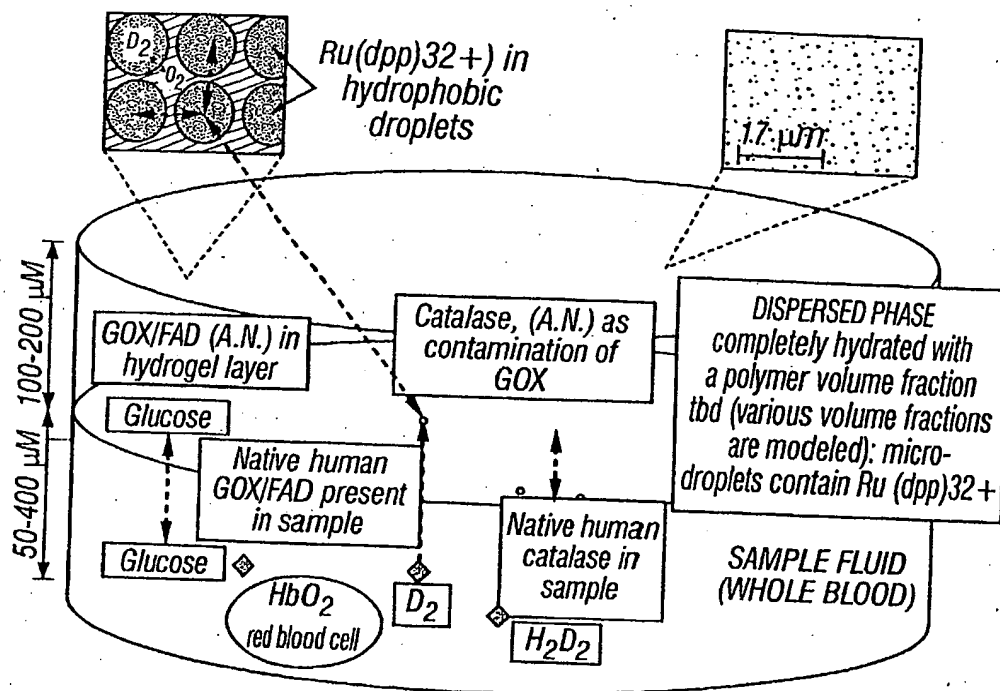 D2
O2
Ru(dpp)32+) in
hydrophobic
droplets
1.7 µm
100-200 µM
50-400 µM
GOX/FAD (A.N.) in
hydrogel layer
Catalase, (A.N.) as
contamination of
GOX
DISPERSED PHASE
completely hydrated with
a polymer volume fraction
tbd (various volume fractions
are modeled): micro-
droplets contain Ru (dpp)32+
Glucose
Native human
GOX/FAD present
in sample
Glucose
Native human
catalase in
sample
SAMPLE FLUID
(WHOLE BLOOD)
HbO2
red blood cell
D2
H2D2